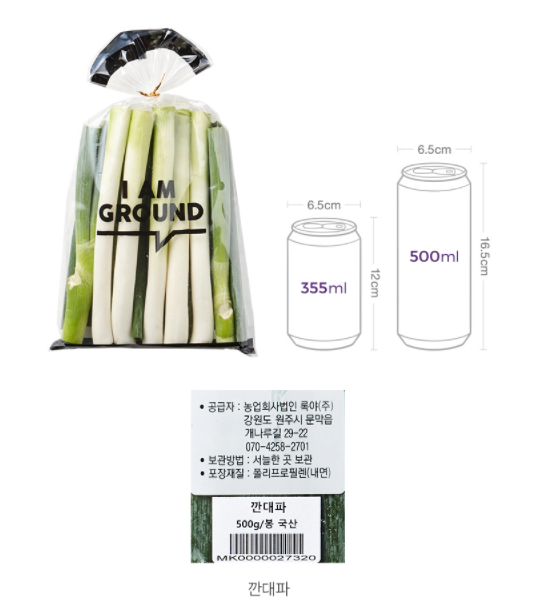 I AM
GROUND
6.5cm
6.5cm
355ml
12cm
500ml
16.5cm
• 공급자 : 농업회사법인 록야(주)
강원도 원주시 문막읍
개나루길 29-22
070-4258-2701
• 보관방법 : 서늘한 곳 보관
• 포장재질 : 폴리프로필렌(내면)
깐대파
500g/봉 국산
MK0000027320
깐대파